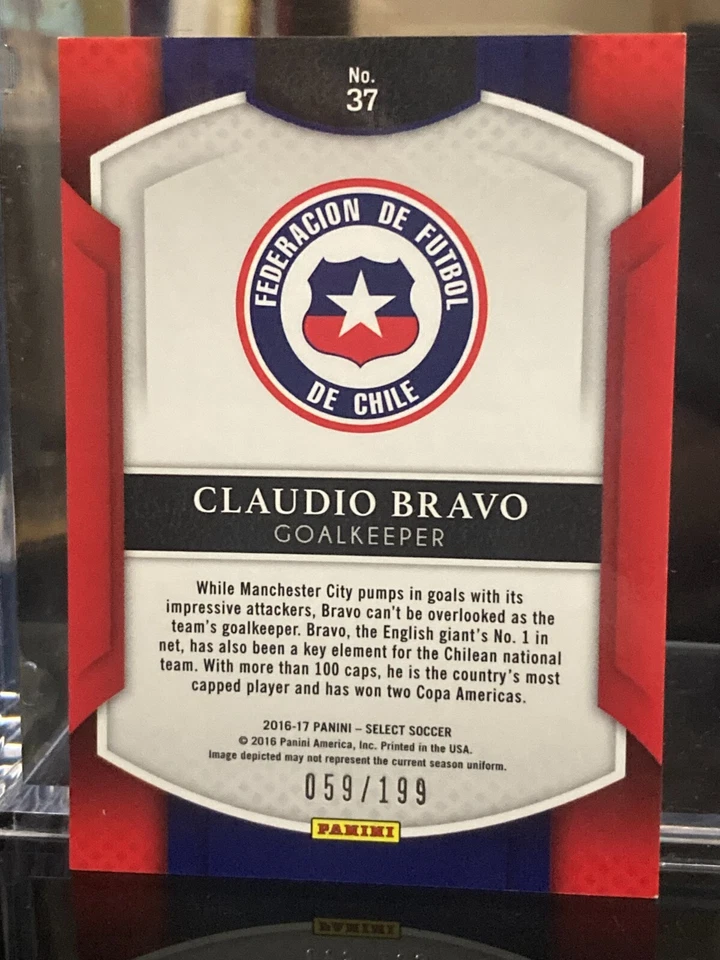 No.
37
FEDERACION DE FUTBOL
DE CHILE
CLAUDIO BRAVO
GOALKEEPER
While Manchester City pumps in goals with its
impressive attackers, Bravo can't be overlooked as the
team's goalkeeper. Bravo, the English giant's No. 1 in
net, has also been a key element for the Chilean national
team. With more than 100 caps, he is the country's most
capped player and has won two Copa Americas.
2016-17 PANINI – SELECT SOCCER
© 2016 Panini America, Inc. Printed in the USA.
Image depicted may not represent the current season uniform.
059/199
PANINI